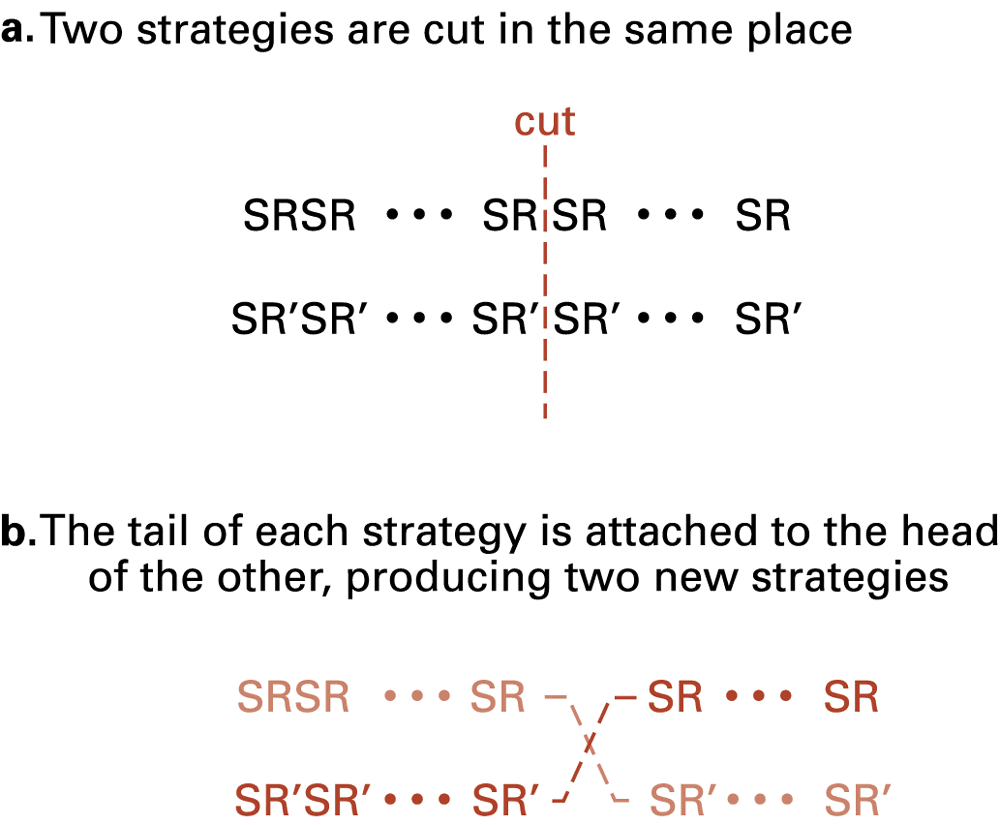 a. Two strategies are cut in the same place
cut
SRSR • • • SR SR • • • SR
SR′SR′ • • • SR′ SR′ • • • SR′
b. The tail of each strategy is attached to the head
of the other, producing two new strategies
SRSR • • • SR SR • • • SR
SR′SR′ • • • SR′ SR′ • • • SR′